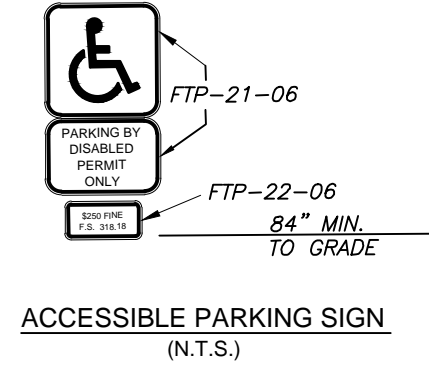 FTP-21-06
PARKING BY
DISABLED
PERMIT
ONLY
FTP-22-06
$250 FINE
F.S. 318.18
84" MIN.
TO GRADE
ACCESSIBLE PARKING SIGN
(N.T.S.)